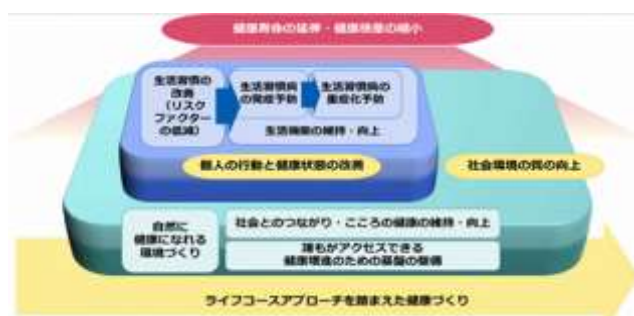 健康寿命の延伸・健康格差の縮小
生活習慣の
改善
（リスク
ファクター
の低減）
生活習慣病
の発症予防
生活習慣病の
重症化予防
生活機能の維持・向上
個人の行動と健康状態の改善
社会環境の質の向上
自然に
健康になれる
環境づくり
社会とのつながり・こころの健康の維持・向上
誰もがアクセスできる
健康増進のための基盤の整備
ライフコースアプローチを踏まえた健康づくり